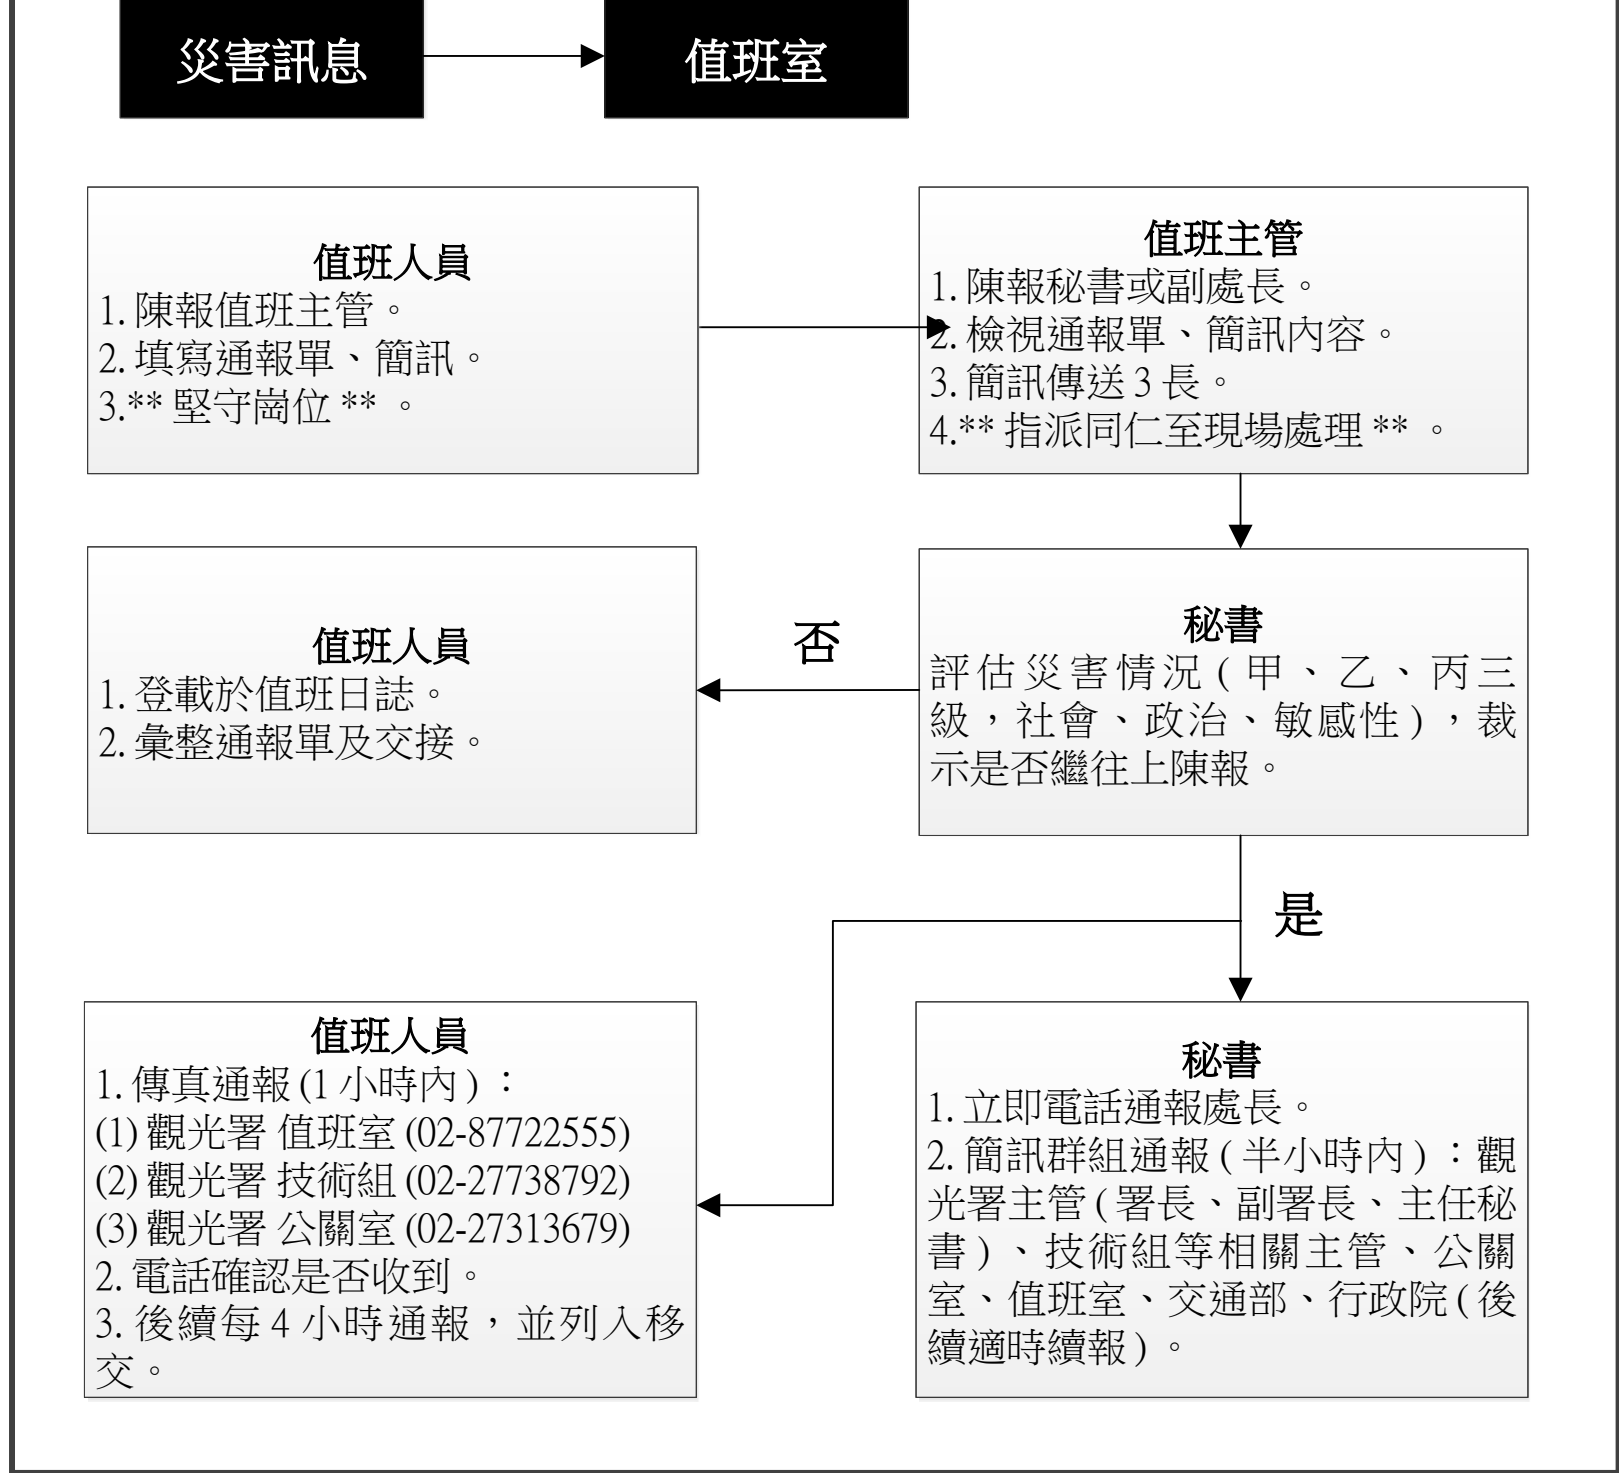 災害訊息
值班室
值班人員
1. 陳報值班主管。
2. 填寫通報單、簡訊。
3.** 堅守崗位 ** 。
值班主管
1. 陳報秘書或副處長。
2. 檢視通報單、簡訊內容。
3. 簡訊傳送 3 長。
4.** 指派同仁至現場處理 ** 。
值班人員
1. 登載於值班日誌。
2. 彙整通報單及交接。
否
秘書
評估災害情況 ( 甲、乙、丙三
級，社會、政治、敏感性 ) ，裁
示是否繼往上陳報。
是
值班人員
1. 傳真通報 (1 小時內 ) ：
(1) 觀光署 值班室 (02-87722555)
(2) 觀光署 技術組 (02-27738792)
(3) 觀光署 公關室 (02-27313679)
2. 電話確認是否收到。
3. 後續每 4 小時通報，並列入移
交。
秘書
1. 立即電話通報處長。
2. 簡訊群組通報 ( 半小時內 ) ：觀
光署主管 ( 署長、副署長、主任秘
書 ) 、技術組等相關主管、公關
室、值班室、交通部、行政院 ( 後
續適時續報 ) 。